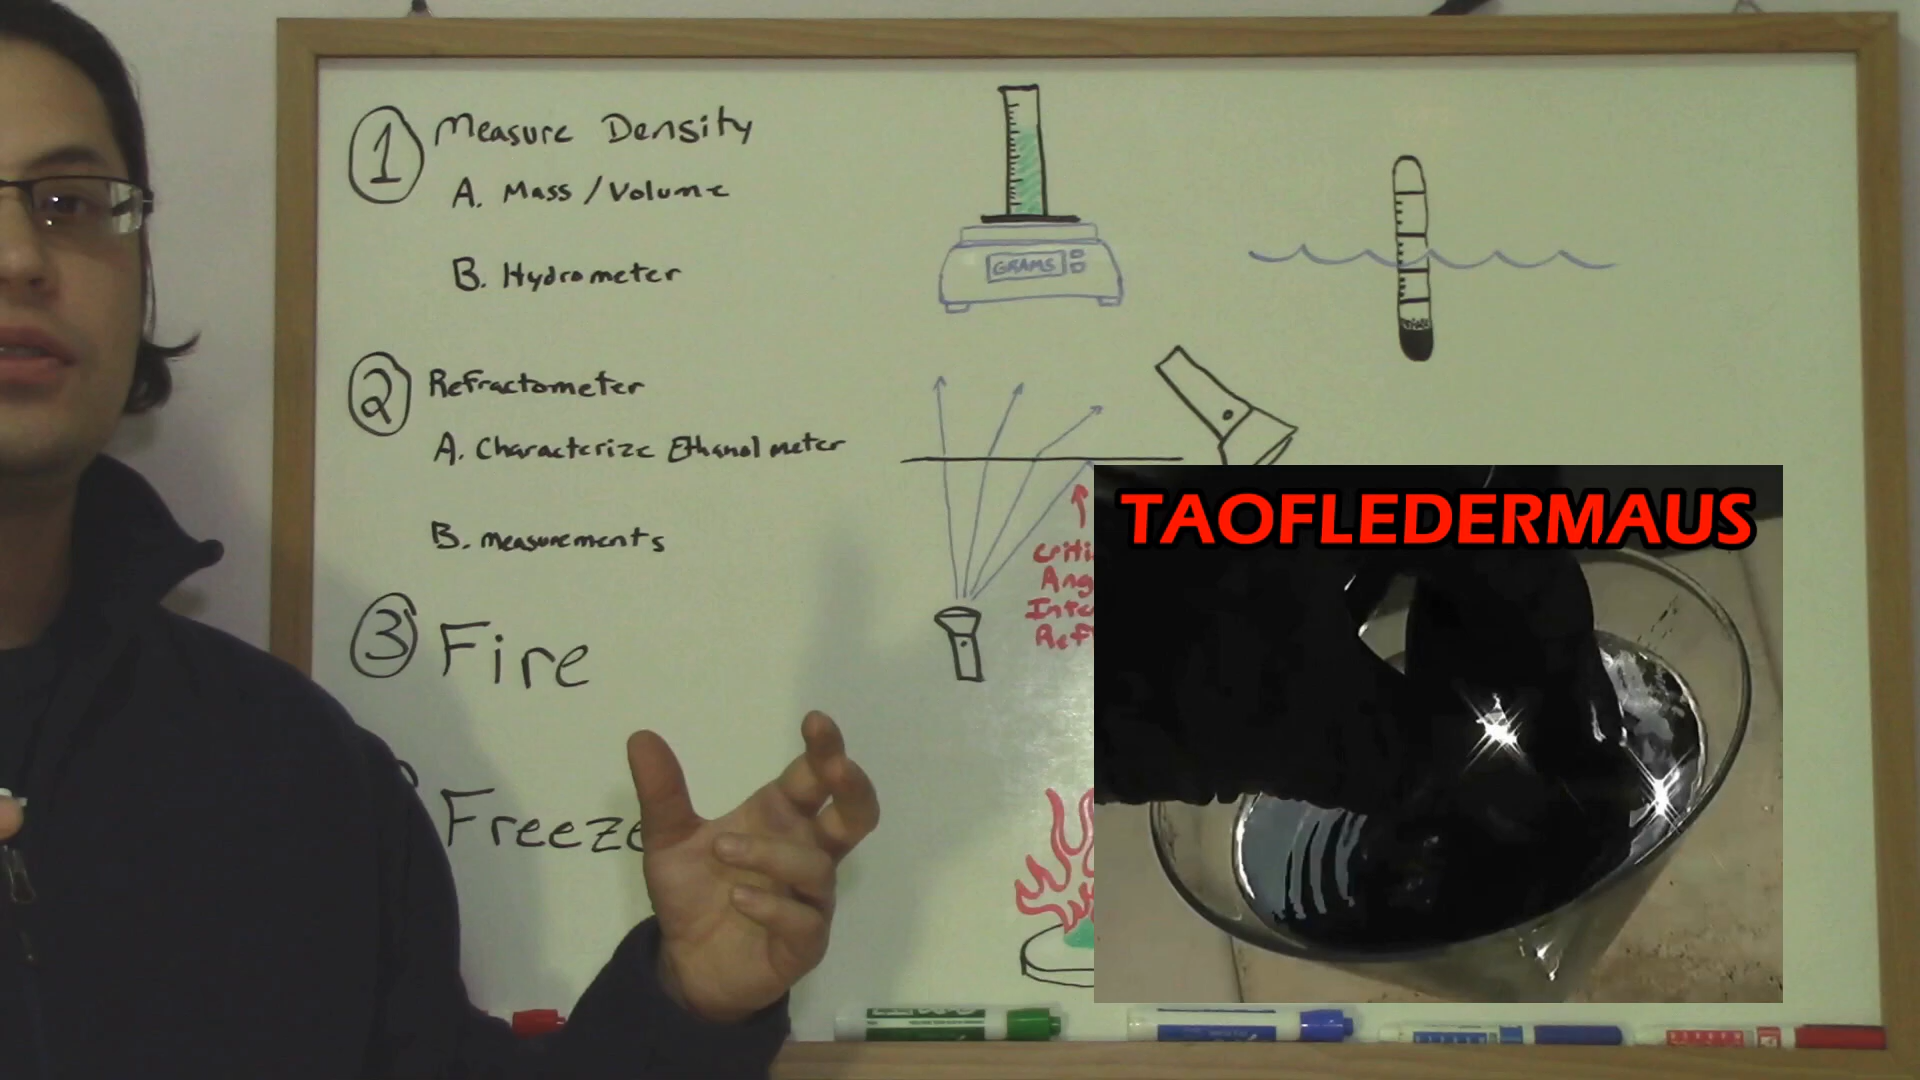 1 Measure Density
A. Mass/Volume
B. Hydrometer
GRAMS
2 Refractometer
A. Characterize Ethanol meter
B. measurements
3 Fire
Freeze
TAOFLEDERMAUS